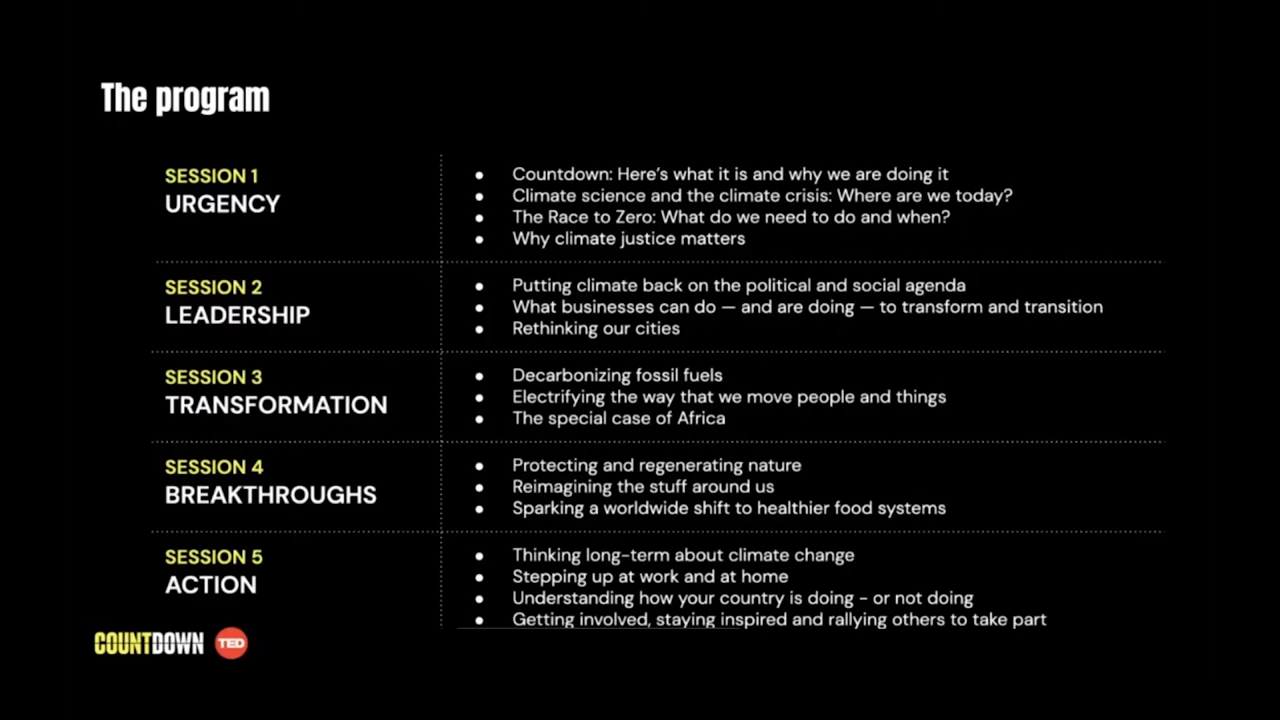 The program
SESSION 1
URGENCY
● Countdown: Here's what it is and why we are doing it
● Climate science and the climate crisis: Where are we today?
● The Race to Zero: What do we need to do and when?
● Why climate justice matters
SESSION 2
LEADERSHIP
● Putting climate back on the political and social agenda
● What businesses can do — and are doing — to transform and transition
● Rethinking our cities
SESSION 3
TRANSFORMATION
● Decarbonizing fossil fuels
● Electrifying the way that we move people and things
● The special case of Africa
SESSION 4
BREAKTHROUGHS
● Protecting and regenerating nature
● Reimagining the stuff around us
● Sparking a worldwide shift to healthier food systems
SESSION 5
ACTION
● Thinking long-term about climate change
● Stepping up at work and at home
● Understanding how your country is doing - or not doing
● Getting involved, staying inspired and rallying others to take part
COUNTDOWN TED